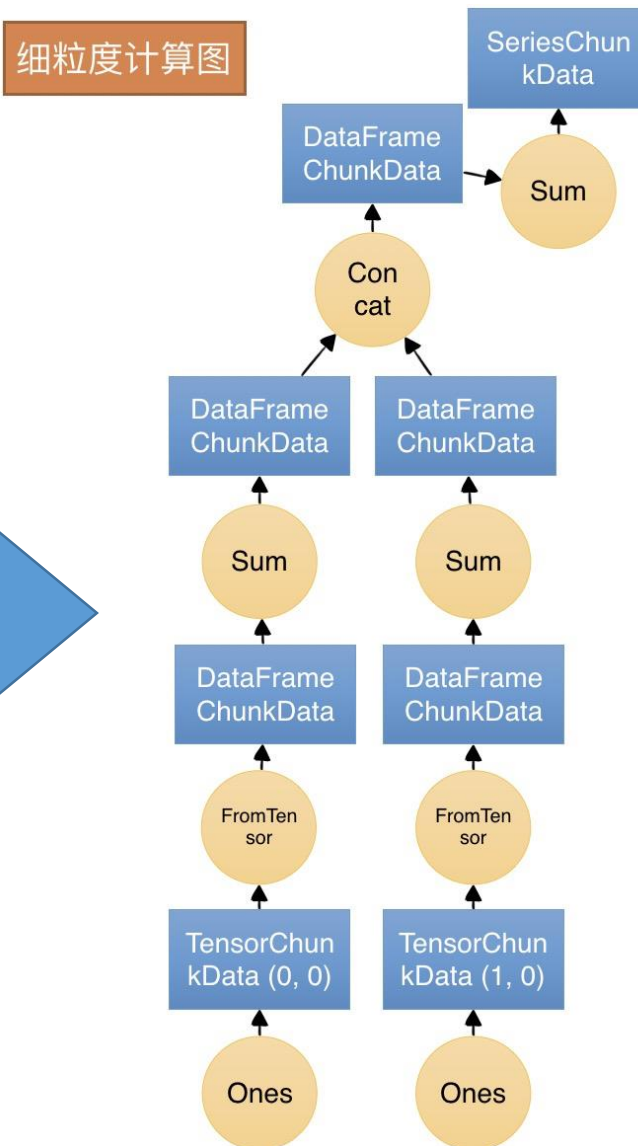 细粒度计算图
SeriesChun
kData
DataFrame
ChunkData
Sum
Con
cat
DataFrame
ChunkData
DataFrame
ChunkData
Sum
Sum
DataFrame
ChunkData
DataFrame
ChunkData
FromTen
sor
FromTen
sor
TensorChun
kData (0, 0)
TensorChun
kData (1, 0)
Ones
Ones